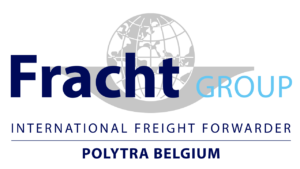 Fracht GROUP
INTERNATIONAL FREIGHT FORWARDER
POLYTRA BELGIUM